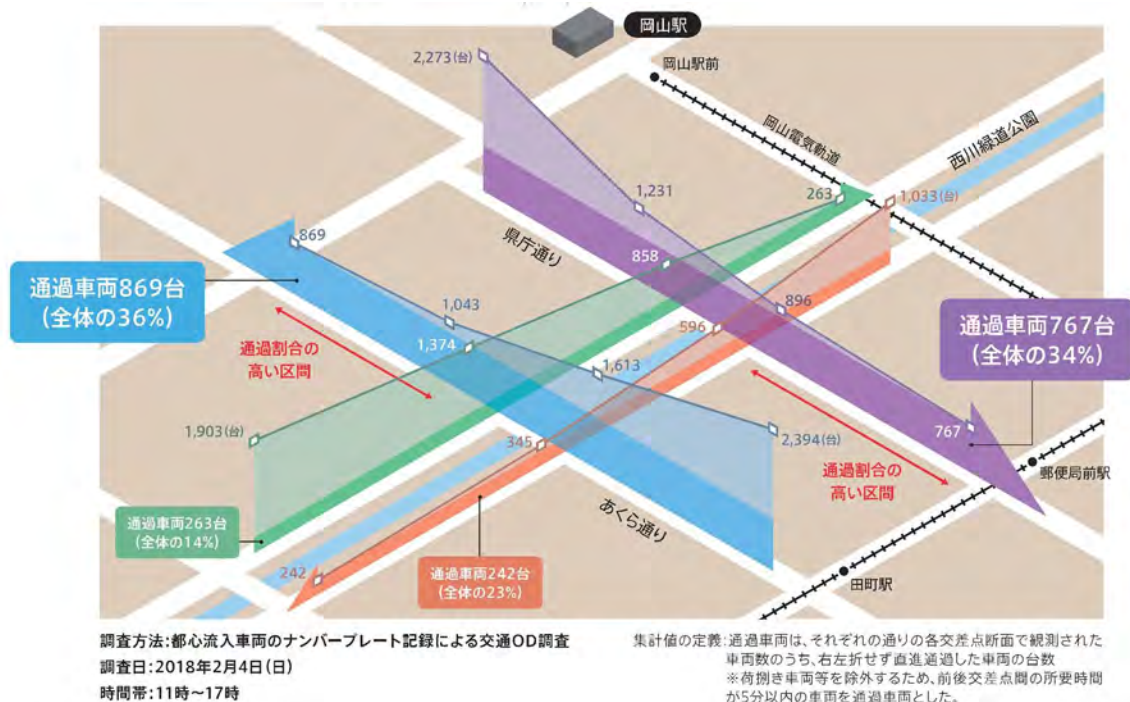 岡山駅
2,273(台)
岡山駅前
岡山電気軌道
西川緑道公園
263
1,033(台)
1,231
869
県庁通り
858
通過車両869台
(全体の36%)
1,043
896
596
通過車両767台
(全体の34%)
通過割合の
高い区間
1,374
1,613
1,903(台)
345
2,394(台)
767
通過割合の
高い区間
郵便局前駅
通過車両263台
(全体の14%)
あくら通り
242
通過車両242台
(全体の23%)
田町駅
調査方法:都心流入車両のナンバープレート記録による交通OD調査
調査日:2018年2月4日(日)
時間帯:11時～17時
集計値の定義:通過車両は、それぞれの通りの各交差点断面で観測された
車両数のうち、右左折せず直進通過した車両の台数
※荷捌き車両等を除外するため、前後交差点間の所要時間
が5分以内の車両を通過車両とした。